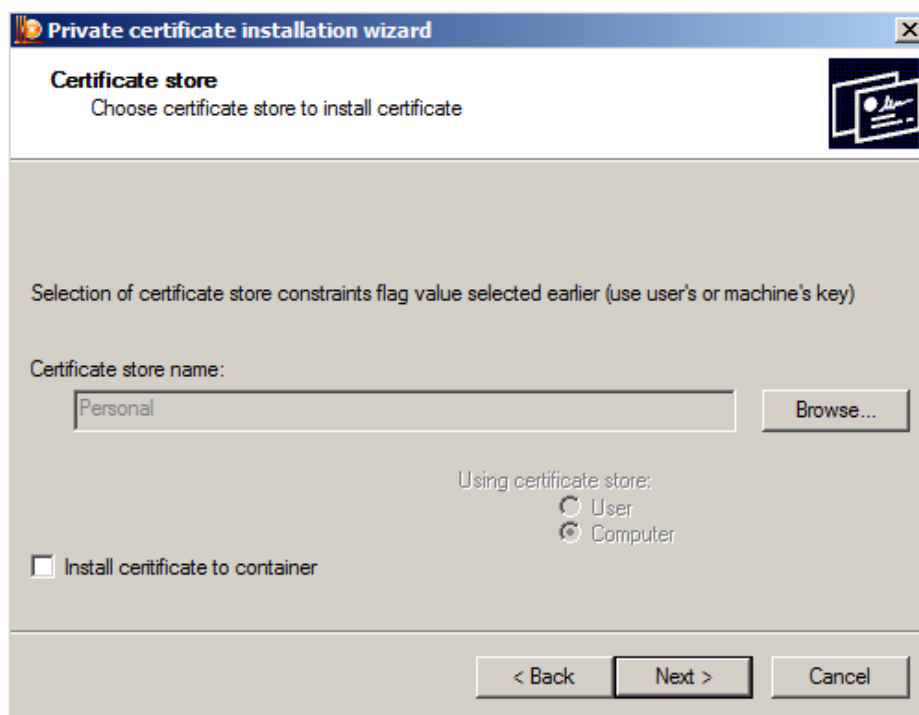 Private certificate installation wizard
Certificate store
Choose certificate store to install certificate
Selection of certificate store constraints flag value selected earlier (use user's or machine's key)
Certificate store name:
Personal
Browse...
Using certificate store:
User
Computer
Install ceritificate to container
< Back
Next >
Cancel